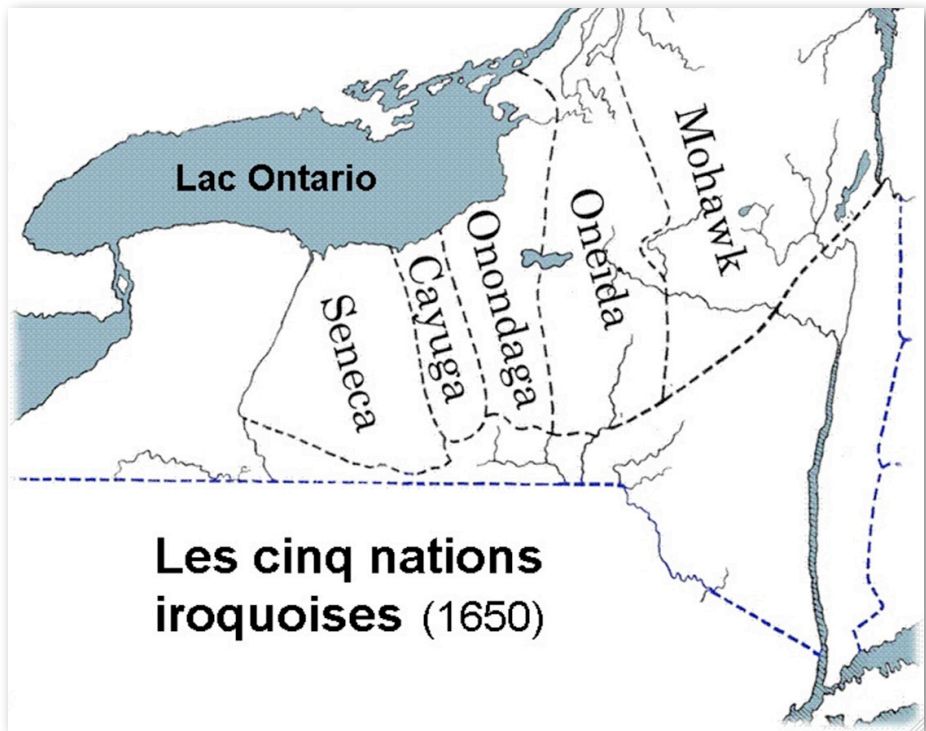 Lac Ontario
Mohawk
Oneida
Onondaga
Cayuga
Seneca
Les cinq nations
iroquoises (1650)